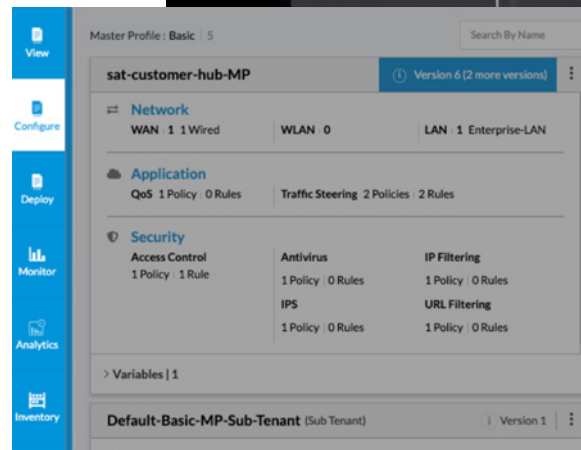 View
Configure
Deploy
Monitor
Analytics
Inventory
Master Profile : Basic | 5
Search By Name
sat-customer-hub-MP
Version 6 (2 more versions)
Network
WAN | 1 1 Wired
WLAN | 0
LAN | 1 Enterprise-LAN
Application
QoS 1 Policy | 0 Rules
Traffic Steering 2 Policies | 2 Rules
Security
Access Control
1 Policy | 1 Rule
Antivirus
1 Policy | 0 Rules
IP Filtering
1 Policy | 0 Rules
IPS
1 Policy | 0 Rules
URL Filtering
1 Policy | 0 Rules
> Variables | 1
Default-Basic-MP-Sub-Tenant (Sub Tenant)
Version 1